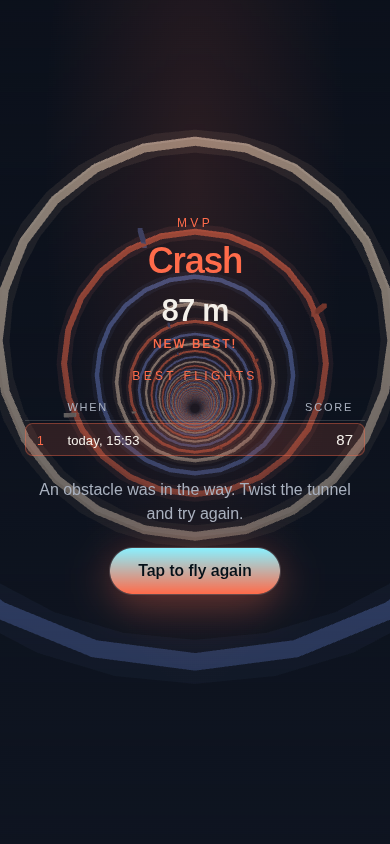 MVP
Crash
87 m
NEW BEST!
BEST FLIGHTS
WHEN SCORE
1 today, 15:53 87
An obstacle was in the way. Twist the tunnel
and try again.
Tap to fly again